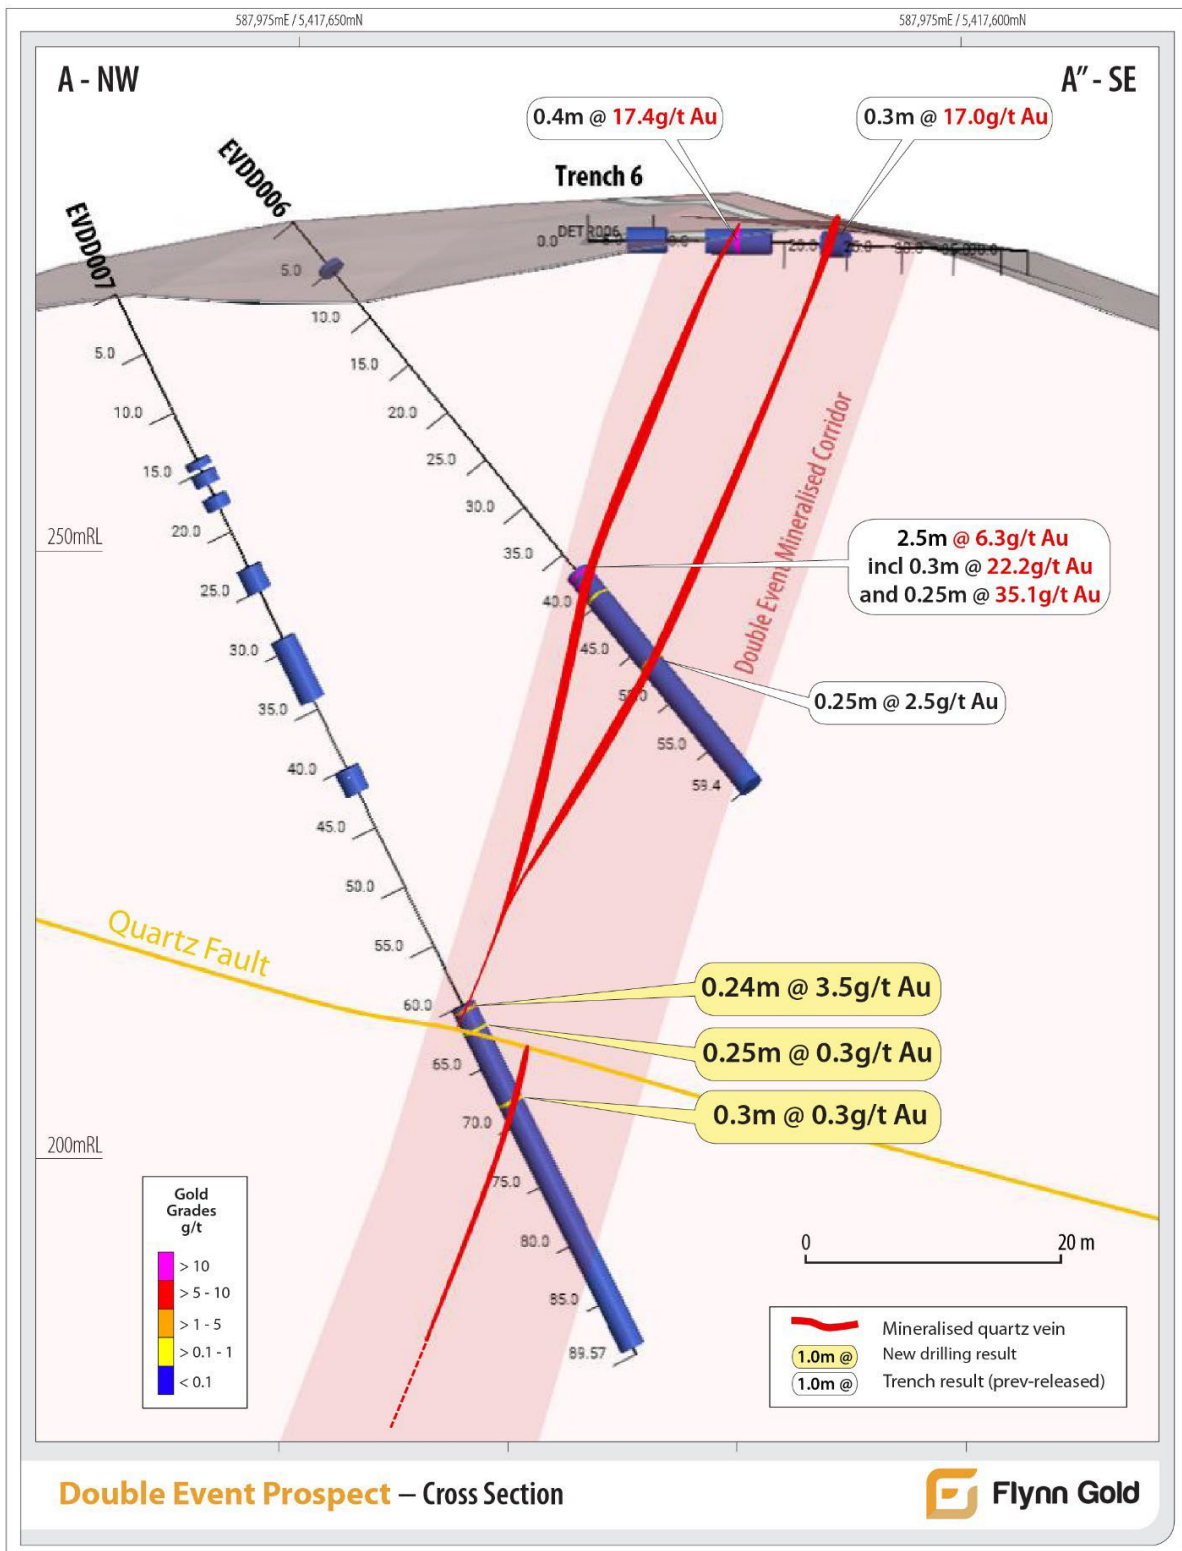 587,975mE / 5,417,650mN
587,975mE / 5,417,600mN
A - NW
A” - SE
0.4m @ 17.4g/t Au
0.3m @ 17.0g/t Au
EVDD006
Trench 6
EVDD007
DETR006
0.0
20.0
25.0
30.0
5.0
10.0
15.0
20.0
25.0
30.0
35.0
40.0
45.0
55.0
59.4
5.0
10.0
15.0
20.0
25.0
30.0
35.0
40.0
45.0
50.0
55.0
60.0
65.0
70.0
75.0
80.0
85.0
89.57
Double Event Mineralised Corridor
250mRL
2.5m @ 6.3g/t Au
incl 0.3m @ 22.2g/t Au
and 0.25m @ 35.1g/t Au
0.25m @ 2.5g/t Au
Quartz Fault
0.24m @ 3.5g/t Au
0.25m @ 0.3g/t Au
0.3m @ 0.3g/t Au
200mRL
Gold
Grades
g/t
> 10
> 5 - 10
> 1 - 5
> 0.1 - 1
< 0.1
0 20 m
Mineralised quartz vein
1.0m @ New drilling result
1.0m @ Trench result (prev-released)
Double Event Prospect – Cross Section
Flynn Gold